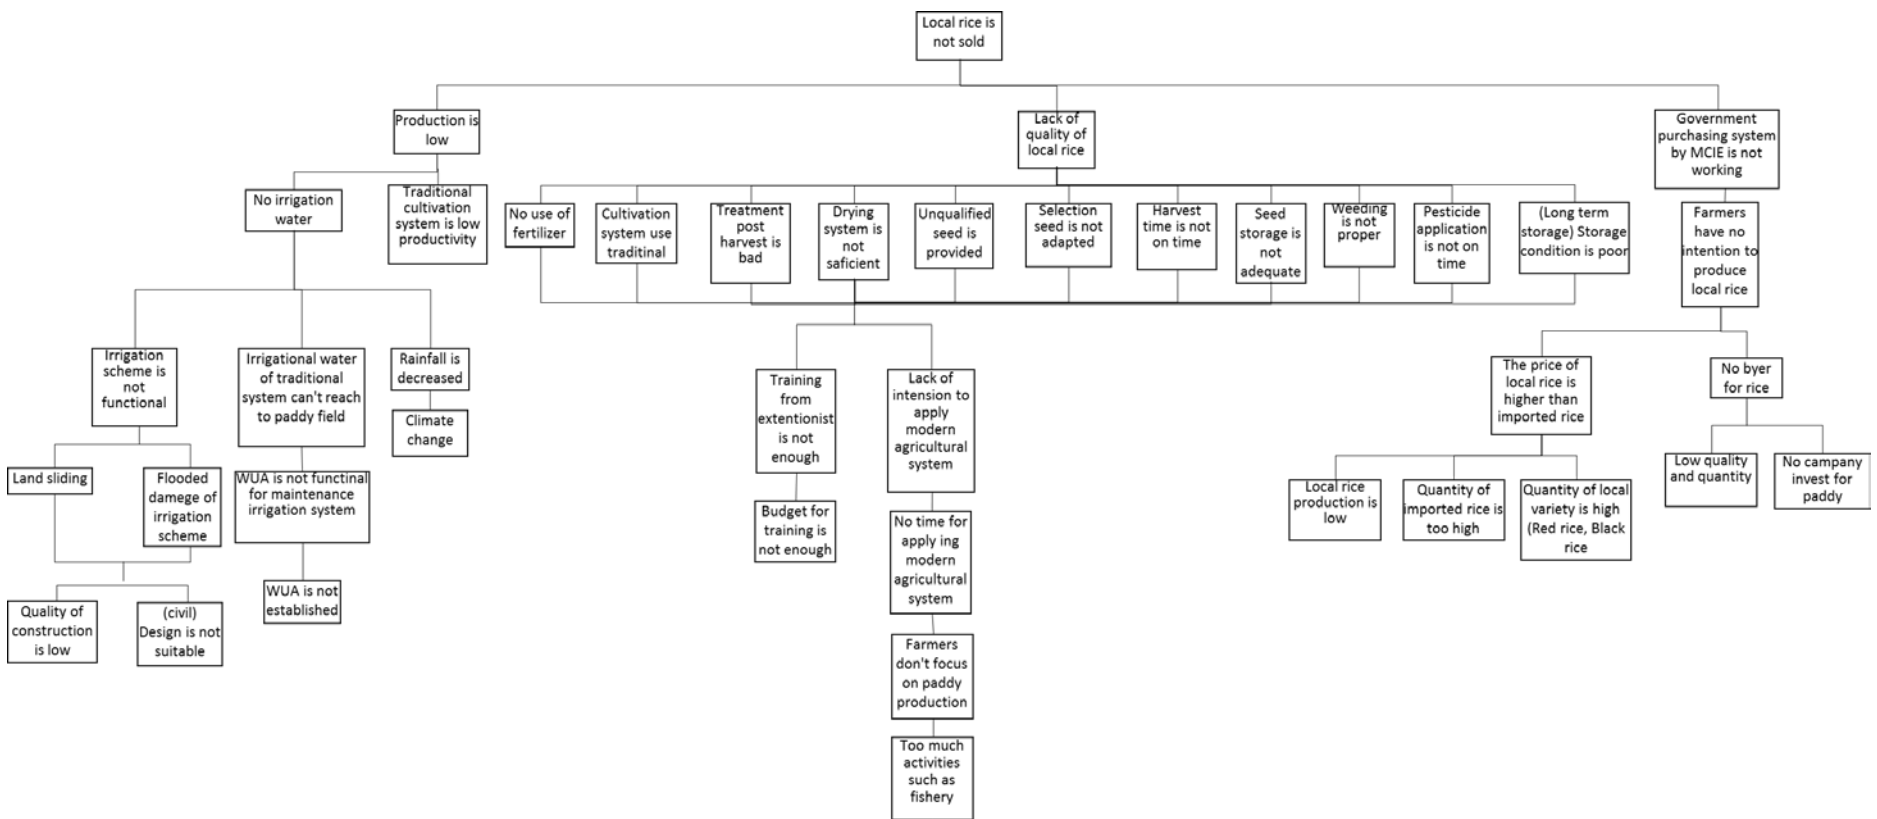 Local rice is
not sold
Production is
low
Lack of
quality of
local rice
Government
purchasing system
by MCIE is not
working
No irrigation
water
Traditional
cultivation
system is low
productivity
No use of
fertilizer
Cultivation
system use
traditinal
Treatment
post
harvest is
bad
Drying
system is
not
saficient
Unqualified
seed is
provided
Selection
seed is not
adapted
Harvest
time is not
on time
Seed
storage is
not
adequate
Weeding
is not
proper
Pesticide
application
is not on
time
(Long term
storage) Storage
condition is poor
Farmers
have no
intention to
produce
local rice
Irrigation
scheme is
not
functional
Irrigational water
of traditional
system can't reach
to paddy field
Rainfall is
decreased
Climate
change
Training
from
extentionist
is not
enough
Lack of
intension to
apply
modern
agricultural
system
The price of
local rice is
higher than
imported rice
No byer
for rice
Land sliding
Flooded
damege of
irrigation
scheme
WUA is not functinal
for maintenance
irrigation system
Budget for
training is
not enough
No time for
apply ing
modern
agricultural
system
Local rice
production is
low
Quantity of
imported rice is
too high
Quantity of local
variety is high
(Red rice, Black
rice
Low quality
and quantity
No campany
invest for
paddy
Quality of
construction
is low
(civil)
Design is not
suitable
WUA is not
established
Farmers
don't focus
on paddy
production
Too much
activities
such as
fishery